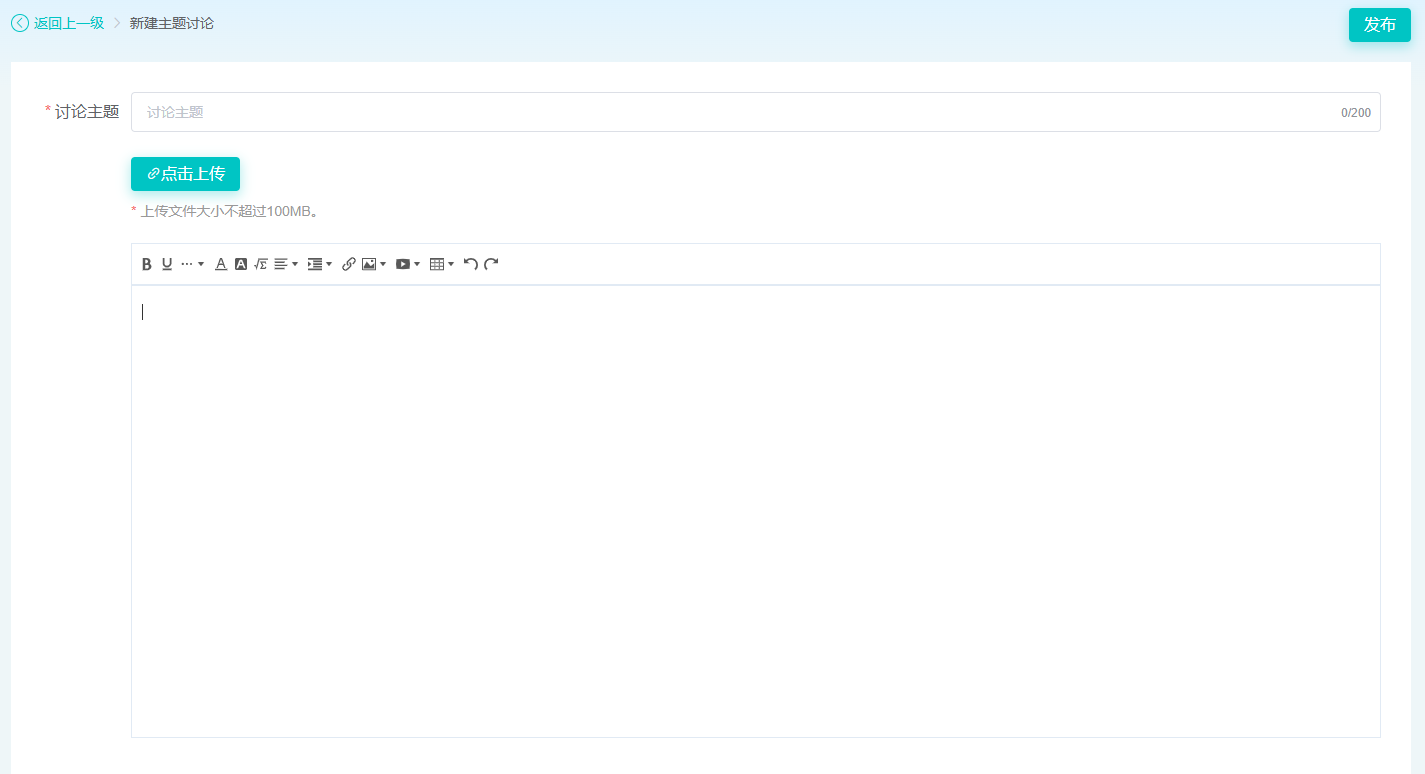 返回上一级 > 新建主题讨论
发布
* 讨论主题
讨论主题
0/200
点击上传
* 上传文件大小不超过100MB。